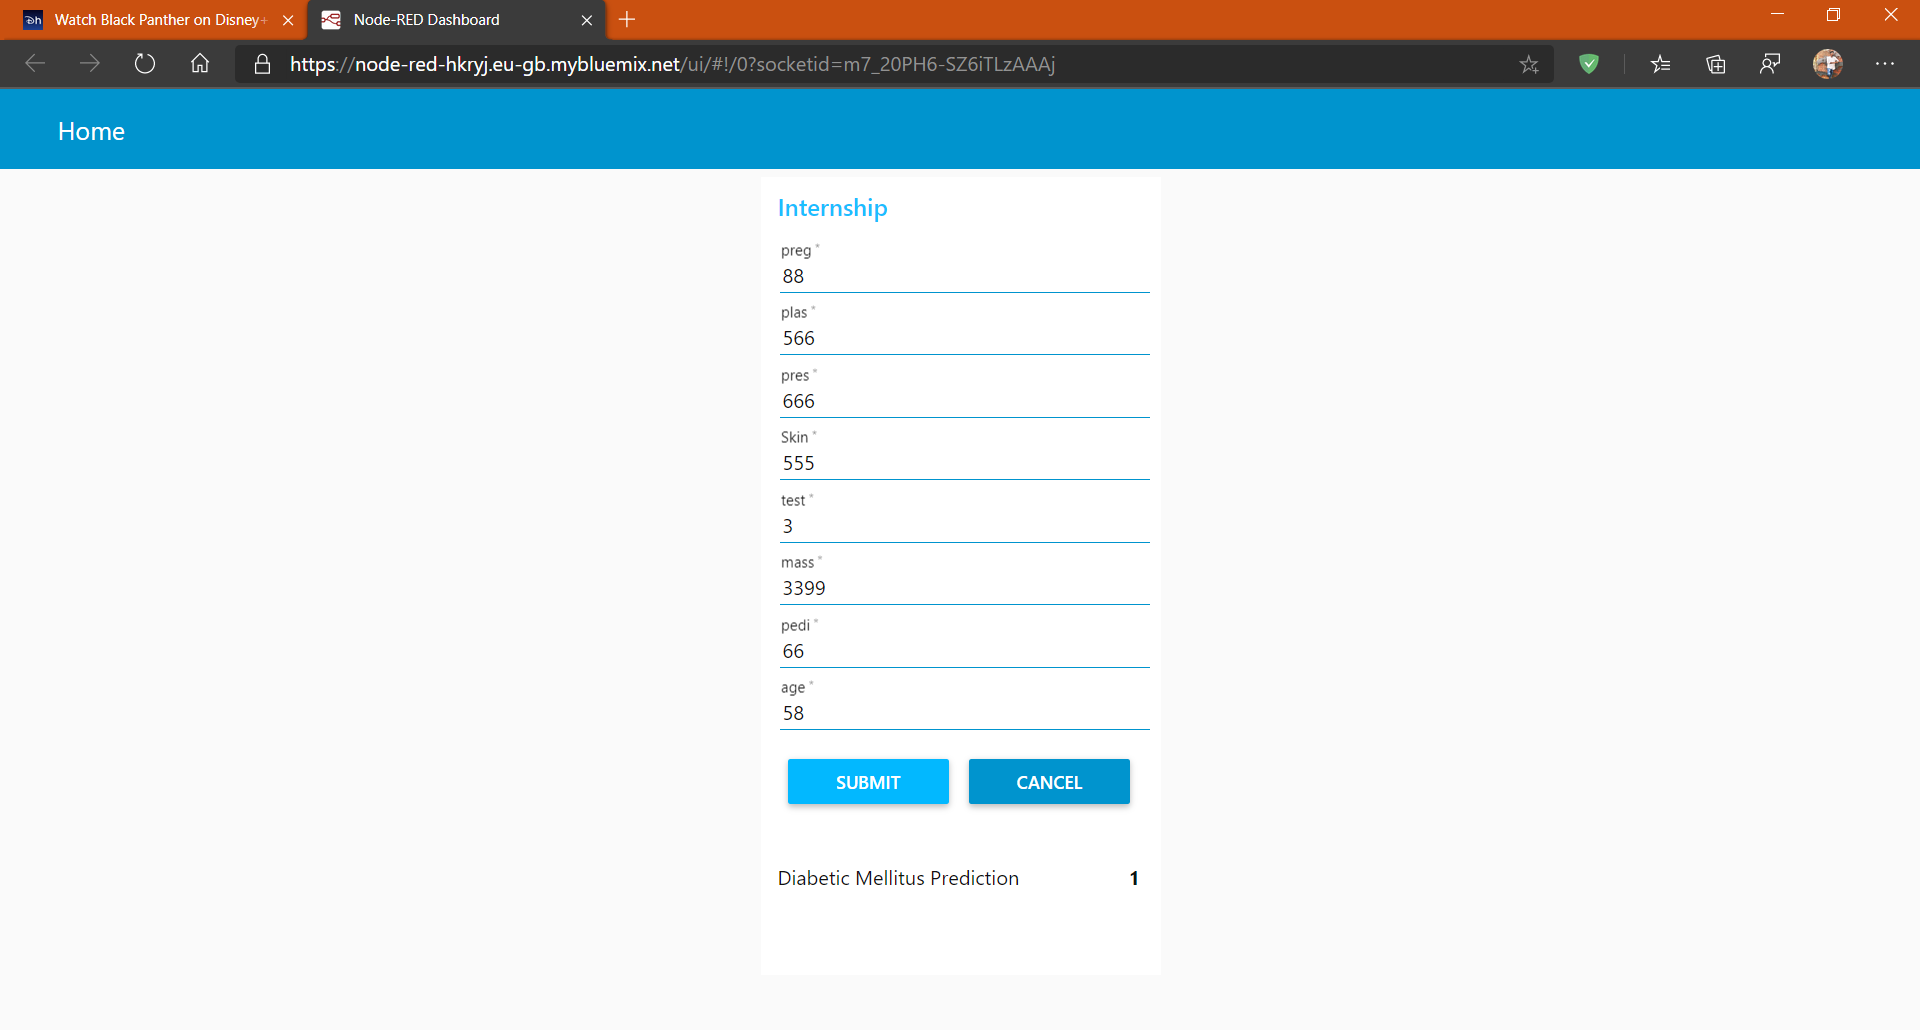 Watch Black Panther on Disney+
Node-RED Dashboard
https://node-red-hkryj.eu-gb.mybluemix.net/ui/#!/0?socketid=m7_20PH6-SZ6iTLzAAAj
Home
Internship
preg *
88
plas *
566
pres *
666
Skin *
555
test *
3
mass *
3399
pedi *
66
age *
58
SUBMIT CANCEL
Diabetic Mellitus Prediction 1